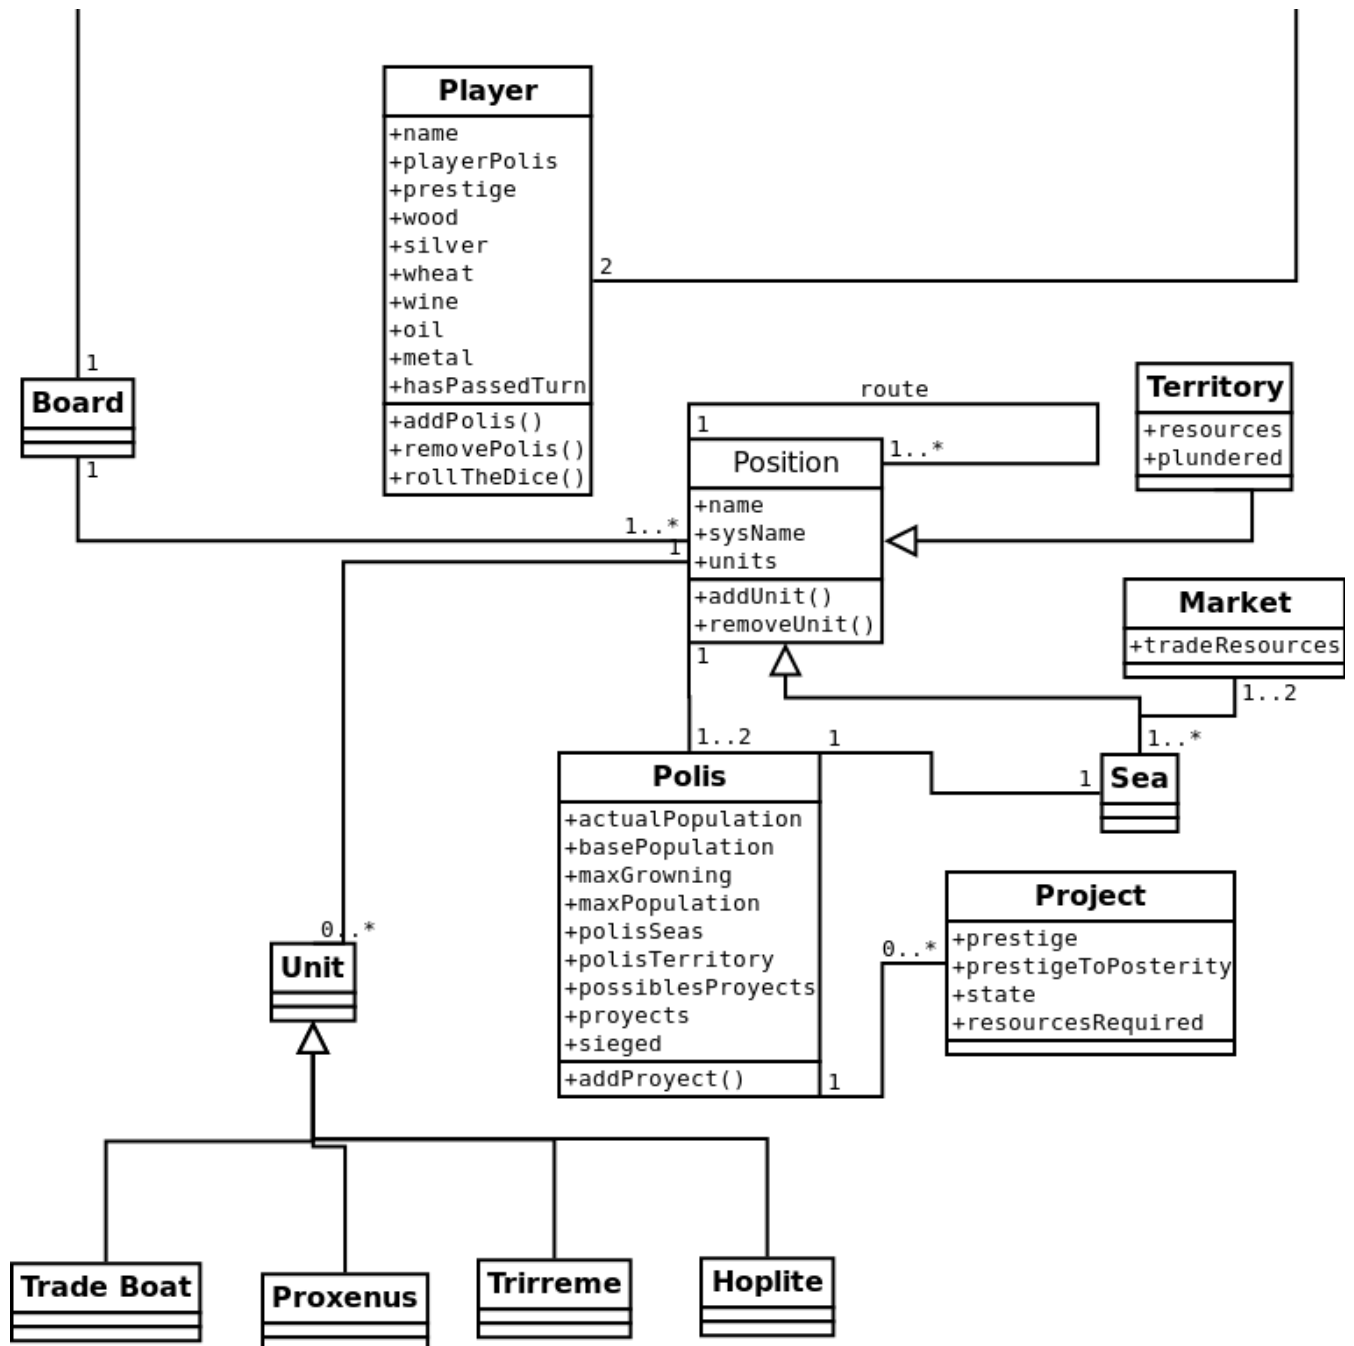 Player
+name
+playerPolis
+prestige
+wood
+silver
+wheat
+wine
+oil
+metal
+hasPassedTurn
+addPolis()
+removePolis()
+rollTheDice()
2
1
Board
1
route
1
1..*
Position
+name
+sysName
+units
+addUnit()
+removeUnit()
1..*
1
1
Territory
+resources
+plundered
Market
+tradeResources
1..2
1..*
Sea
1..2
1
1
Polis
+actualPopulation
+basePopulation
+maxGrowning
+maxPopulation
+polisSeas
+polisTerritory
+possiblesProyects
+proyects
+sieged
+addProyect()
1
0..*
Project
+prestige
+prestigeToPosterity
+state
+resourcesRequired
0..*
Unit
Trade Boat
Proxenus
Trirreme
Hoplite